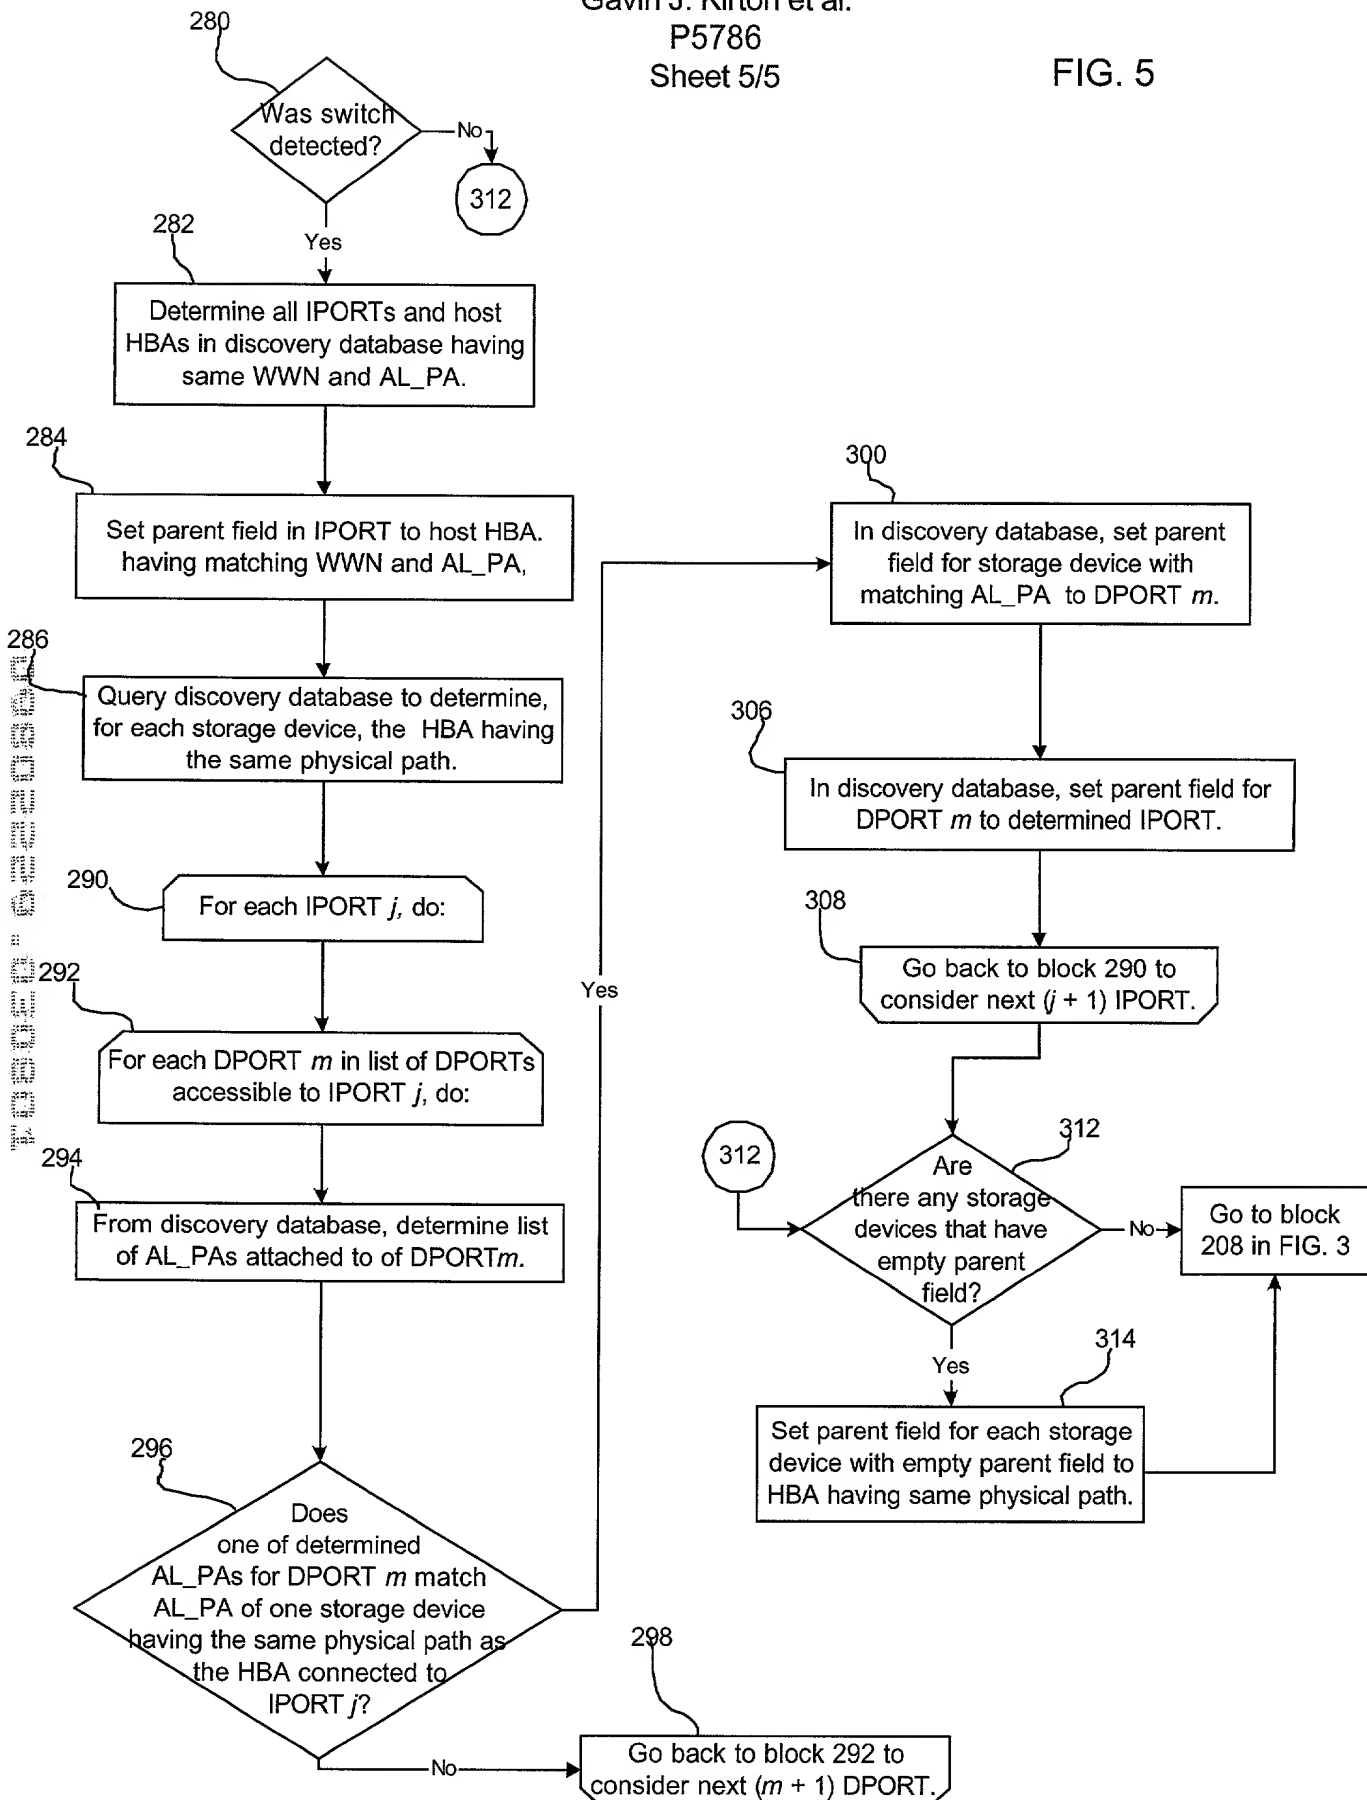 Gavin J. Kirton et al.
P5786
Sheet 5/5
FIG. 5
280
Was switch
detected?
No
312
Yes
282
Determine all IPORTs and host
HBAs in discovery database having
same WWN and AL_PA.
284
Set parent field in IPORT to host HBA.
having matching WWN and AL_PA,
286
Query discovery database to determine,
for each storage device, the HBA having
the same physical path.
290
For each IPORT j, do:
292
For each DPORT m in list of DPORTs
accessible to IPORT j, do:
294
From discovery database, determine list
of AL_PAs attached to of DPORTm.
296
Does
one of determined
AL_PAs for DPORT m match
AL_PA of one storage device
having the same physical path as
the HBA connected to
IPORT j?
No
298
Go back to block 292 to
consider next (m + 1) DPORT.
Yes
300
In discovery database, set parent
field for storage device with
matching AL_PA to DPORT m.
306
In discovery database, set parent field for
DPORT m to determined IPORT.
308
Go back to block 290 to
consider next (j + 1) IPORT.
312
312
Are
there any storage
devices that have
empty parent
field?
No
Go to block
208 in FIG. 3
Yes
314
Set parent field for each storage
device with empty parent field to
HBA having same physical path.